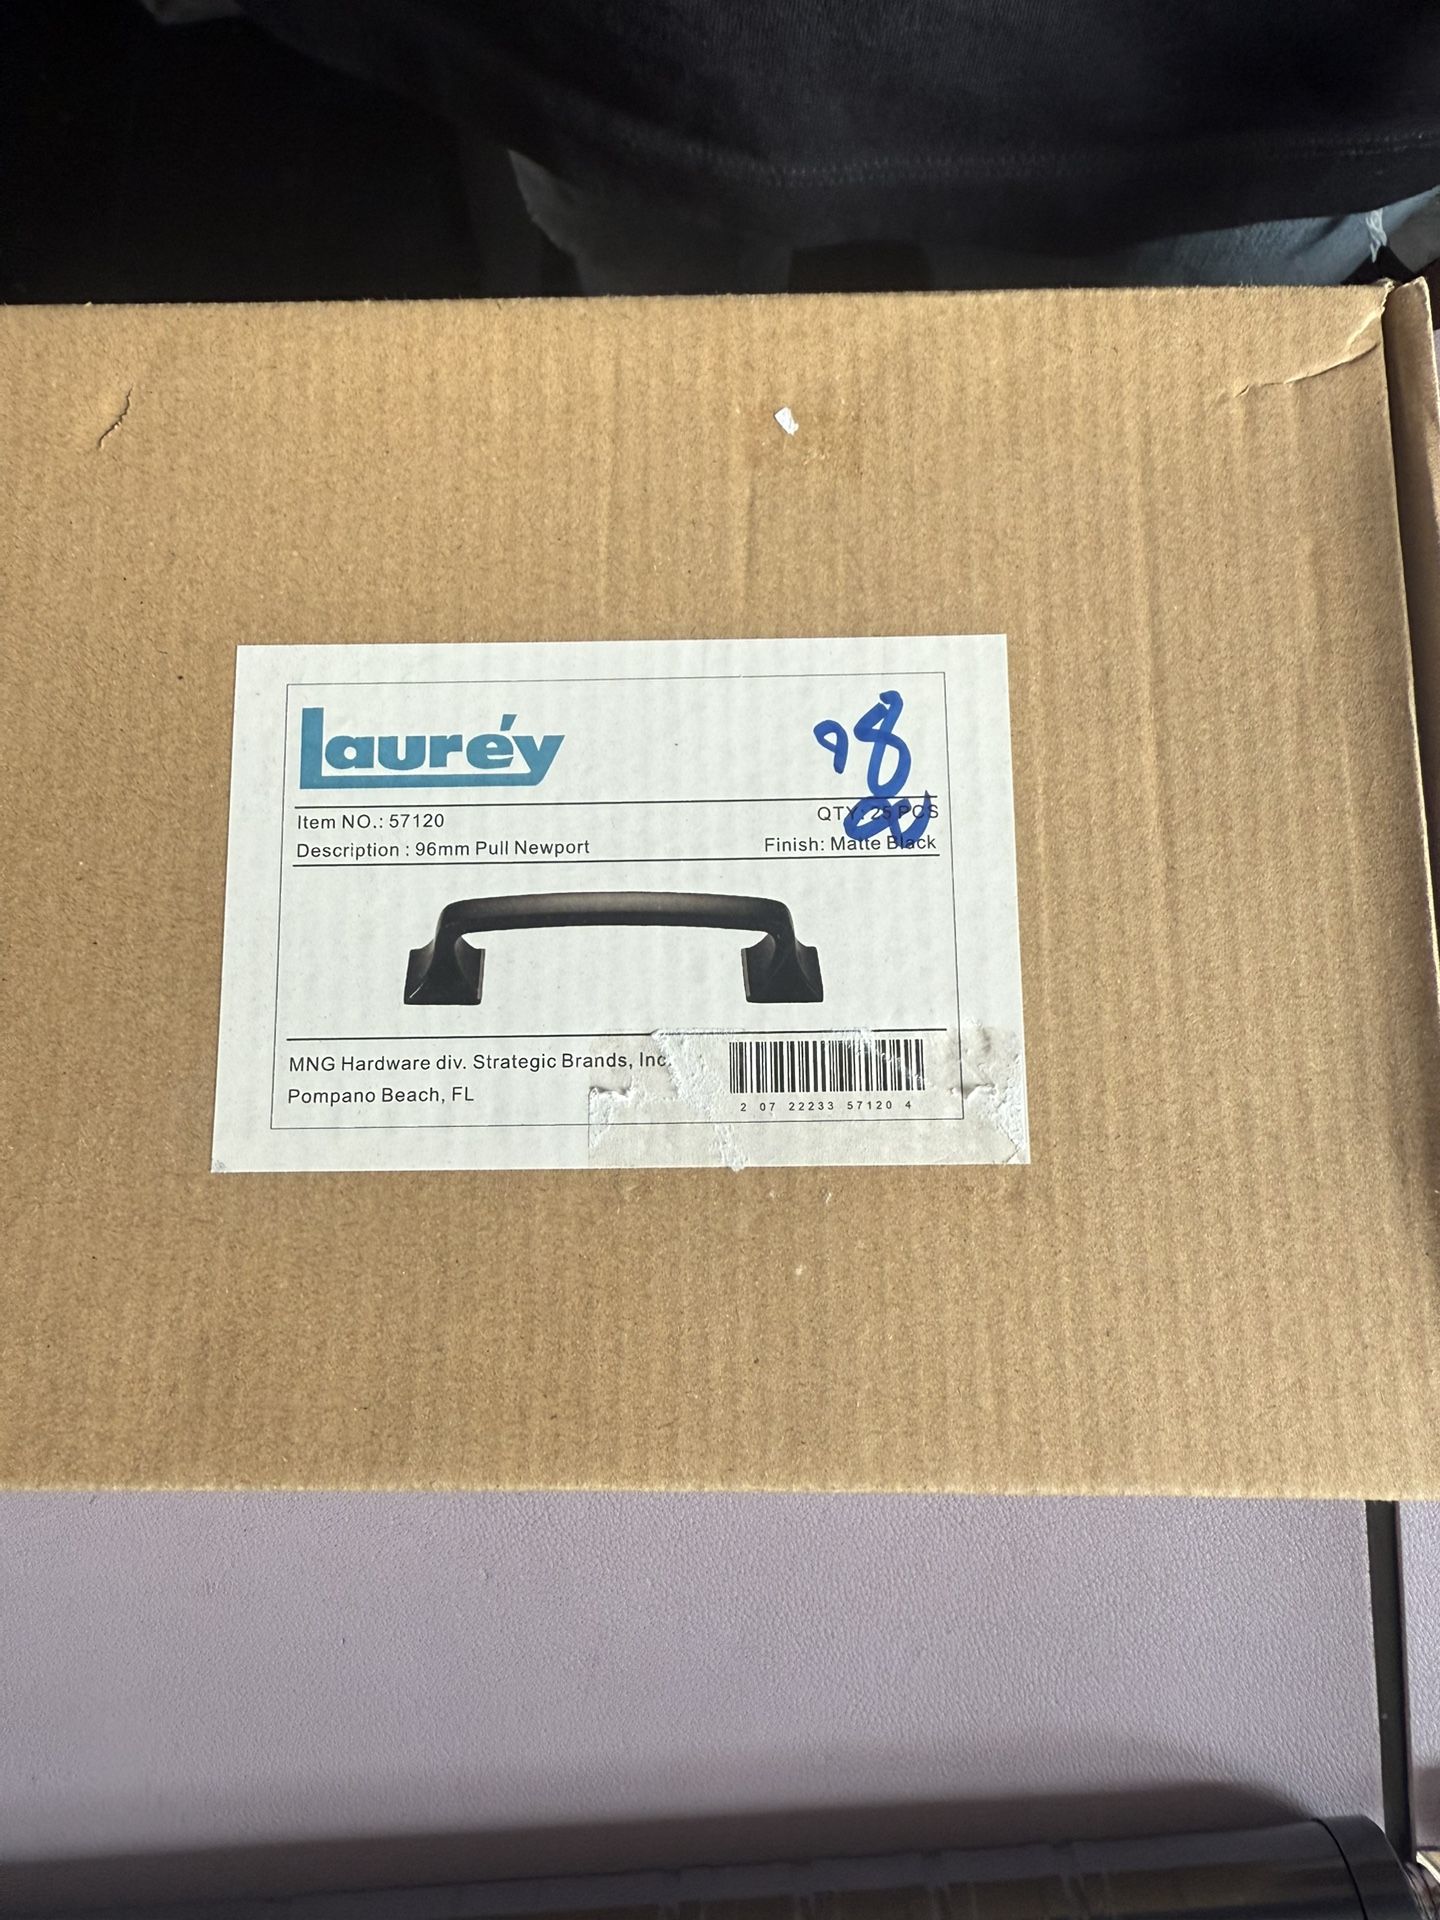 Lauréy
98
Item NO.: 57120
QTY: 25 PCS
Description : 96mm Pull Newport
Finish: Matte Black
MNG Hardware div. Strategic Brands, Inc.
Pompano Beach, FL
2 07 22233 57120 4